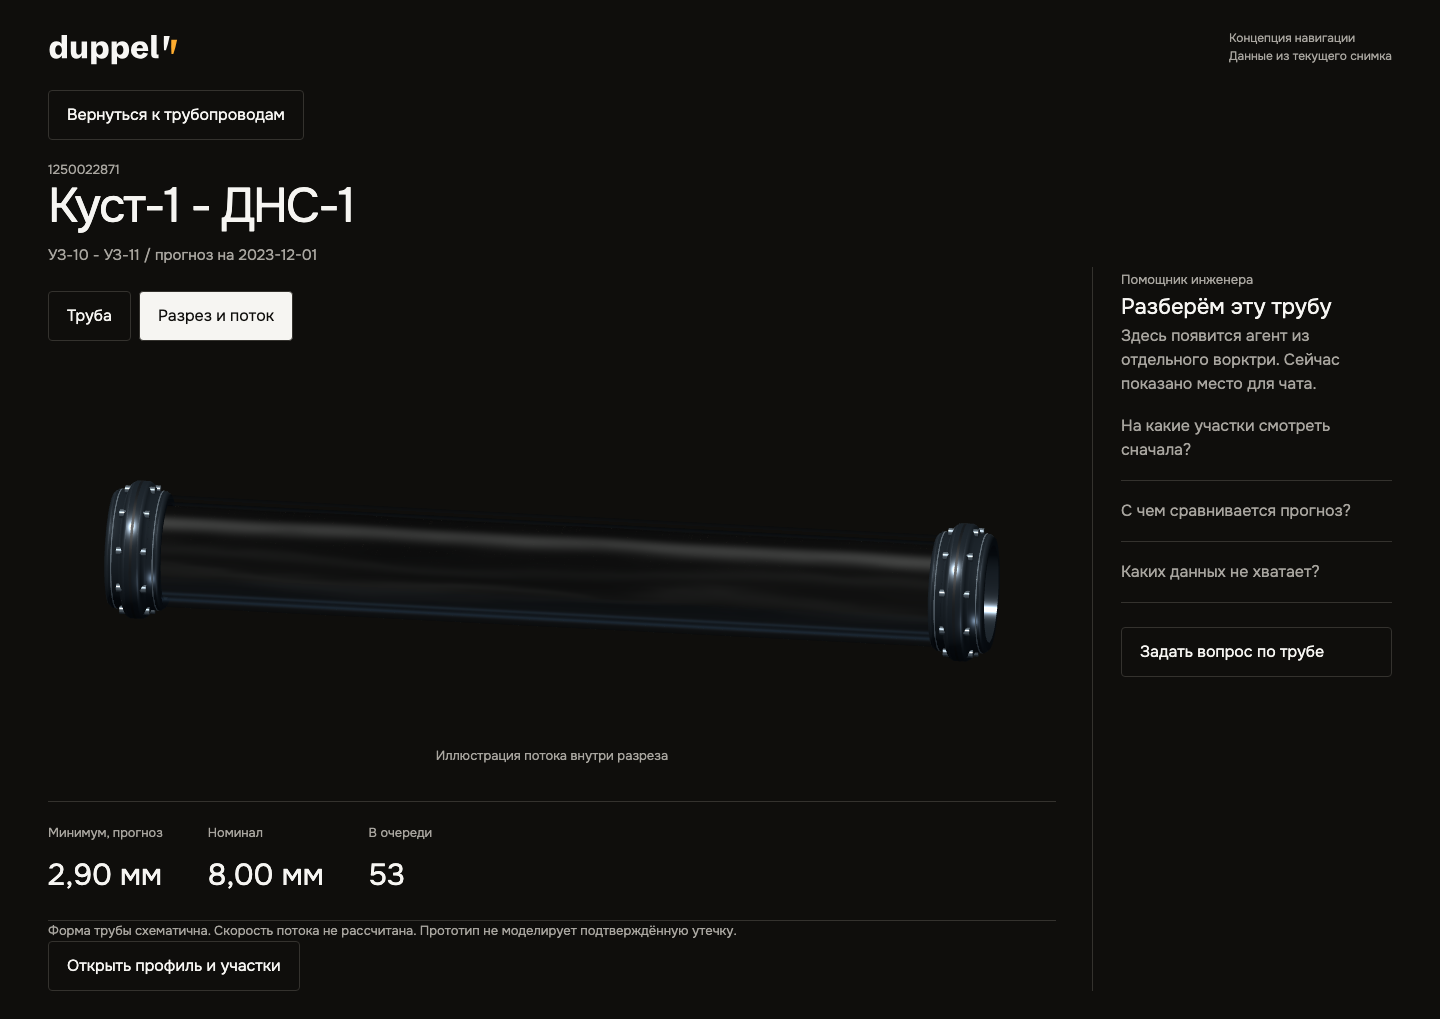 duppel
Концепция навигации
Данные из текущего снимка
Вернуться к трубопроводам
1250022871
Куст-1 - ДНС-1
УЗ-10 - УЗ-11 / прогноз на 2023-12-01
Труба
Разрез и поток
Помощник инженера
Разберём эту трубу
Здесь появится агент из
отдельного ворктри. Сейчас
показано место для чата.
На какие участки смотреть
сначала?
С чем сравнивается прогноз?
Каких данных не хватает?
Задать вопрос по трубе
Иллюстрация потока внутри разреза
Минимум, прогноз
Номинал
В очереди
2,90 мм
8,00 мм
53
Форма трубы схематична. Скорость потока не рассчитана. Прототип не моделирует подтверждённую утечку.
Открыть профиль и участки